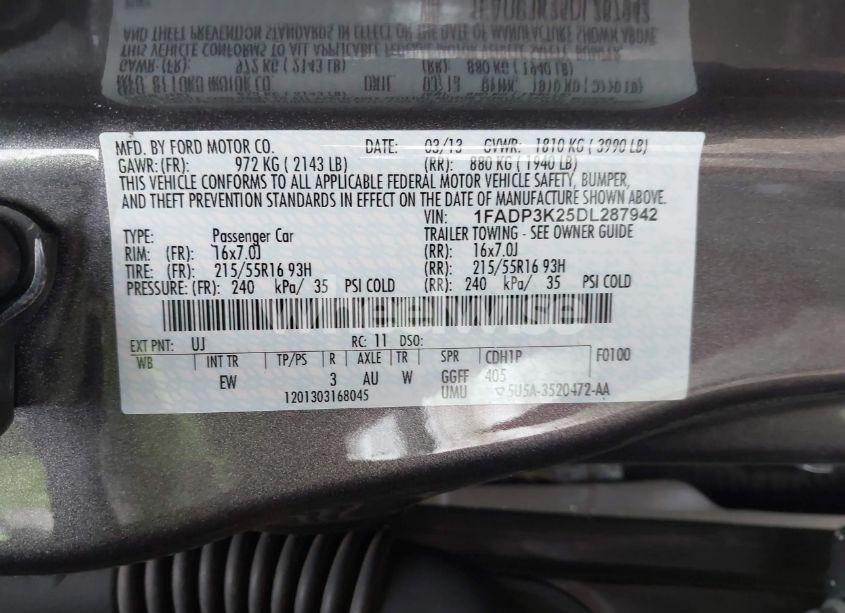 MFD. BY FORD MOTOR CO. DATE: 03/13 GVWR: 1810 KG ( 3990 LB)
GAWR: (FR): 972 KG ( 2143 LB) (RR): 880 KG ( 1940 LB)
THIS VEHICLE CONFORMS TO ALL APPLICABLE FEDERAL MOTOR VEHICLE SAFETY, BUMPER,
AND THEFT PREVENTION STANDARDS IN EFFECT ON THE DATE OF MANUFACTURE SHOWN ABOVE.
VIN: 1FADP3K25DL287942
TYPE: Passenger Car TRAILER TOWING - SEE OWNER GUIDE
RIM: (FR): 16x7.0J (RR): 16x7.0J
TIRE: (FR): 215/55R16 93H (RR): 215/55R16 93H
PRESSURE: (FR): 240 kPa/ 35 PSI COLD (RR): 240 kPa/ 35 PSI COLD
EXT PNT: UJ RC: 11 DSO: F0100
WB INT TR TP/PS R AXLE TR SPR CDH1P
EW 3 AU W GGFF 405
1201303168045 UMU ▽5U5A-3520472-AA